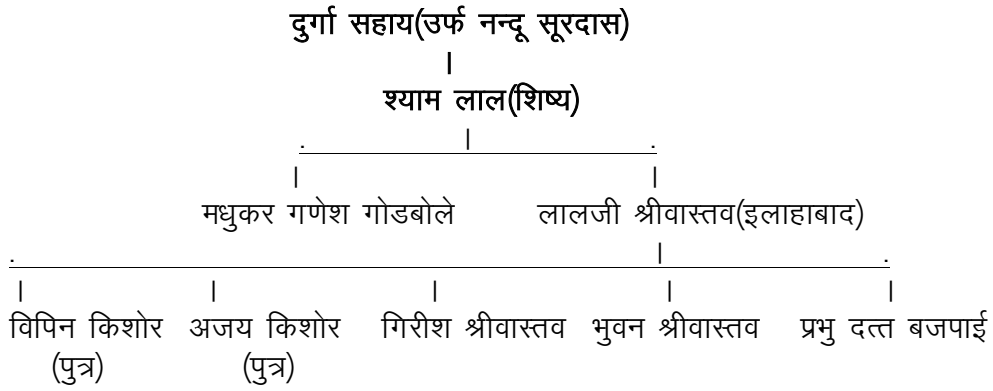 दुर्गा सहाय(उर्फ नन्दू सूरदास)
श्याम लाल(शिष्य)
मधुकर गणेश गोडबोले लालजी श्रीवास्तव(इलाहाबाद)
विपिन किशोर अजय किशोर गिरीश श्रीवास्तव भुवन श्रीवास्तव प्रभु दत्त बजपाई
(पुत्र) (पुत्र)